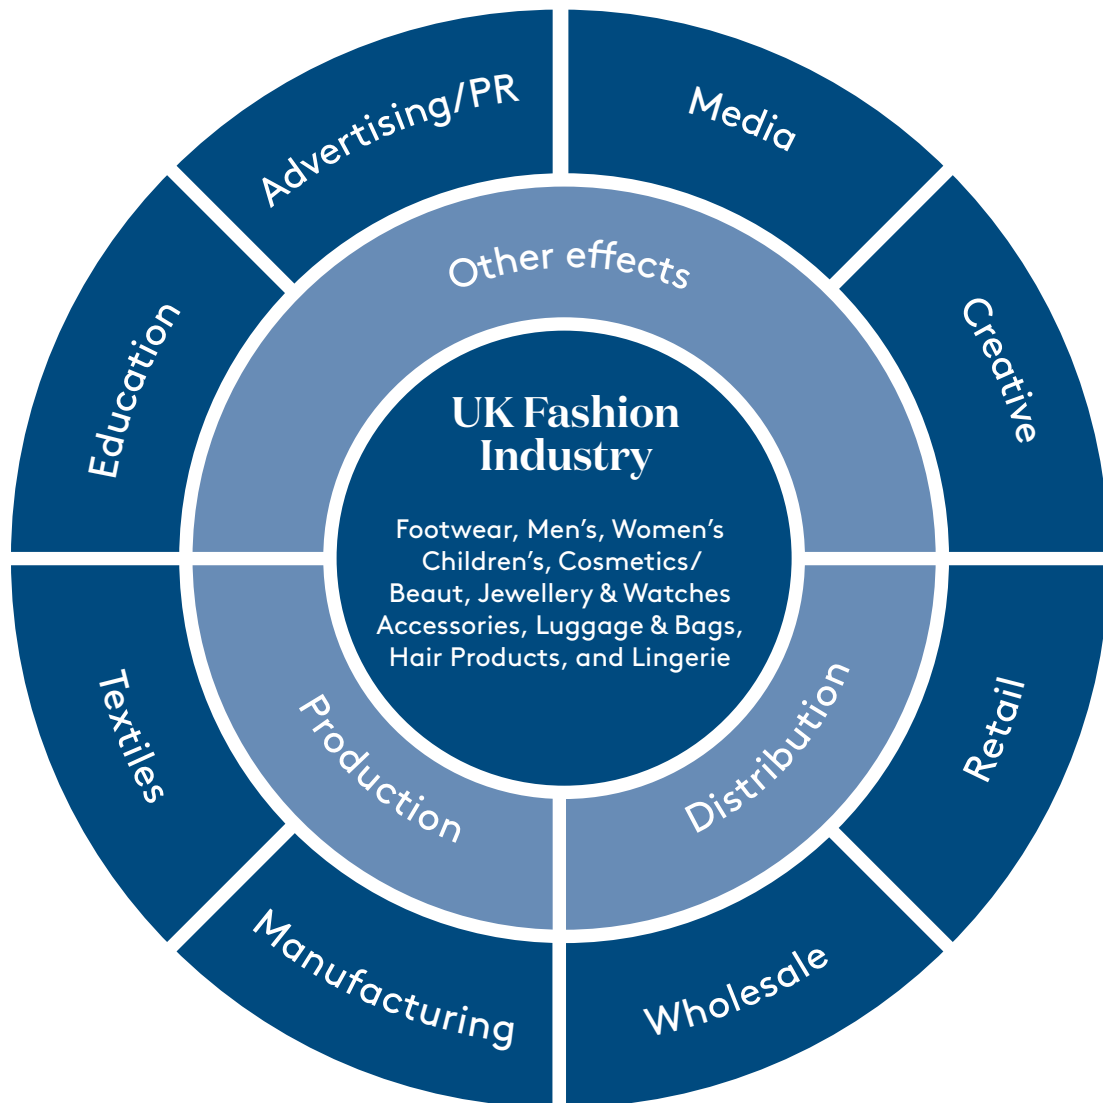 Advertising/PR
Media
Education
Creative
Other effects
UK Fashion
Industry
Footwear, Men’s, Women’s
Children’s, Cosmetics/
Beaut, Jewellery & Watches
Accessories, Luggage & Bags,
Hair Products, and Lingerie
Production
Distribution
Textiles
Retail
Manufacturing
Wholesale